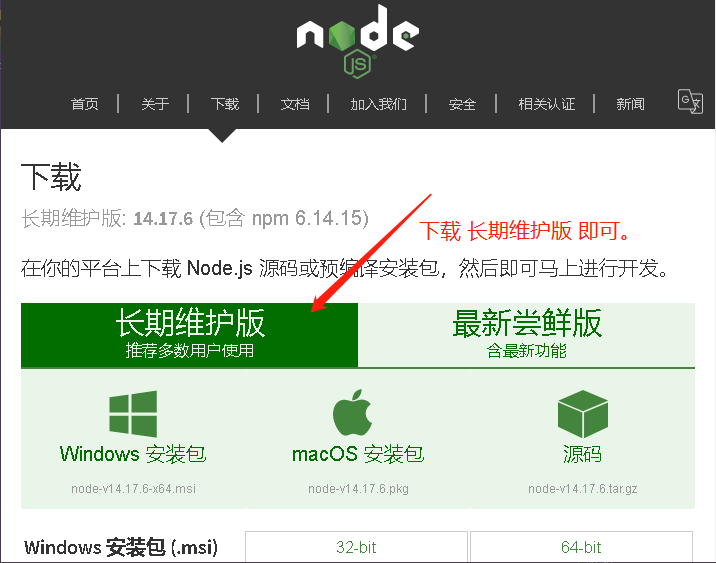 node
JS
首页 关于 下载 文档 加入我们 安全 相关认证 新闻
下载
长期维护版: 14.17.6 (包含 npm 6.14.15)
下载 长期维护版 即可。
在你的平台上下载 Node.js 源码或预编译安装包，然后即可马上进行开发。
长期维护版
推荐多数用户使用
最新尝鲜版
含最新功能
Windows 安装包
node-v14.17.6-x64.msi
macOS 安装包
node-v14.17.6.pkg
源码
node-v14.17.6.tar.gz
Windows 安装包 (.msi) 32-bit 64-bit